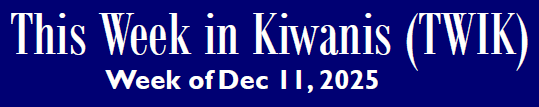 This Week in Kiwanis (TWIK)
Week of Dec 11, 2025